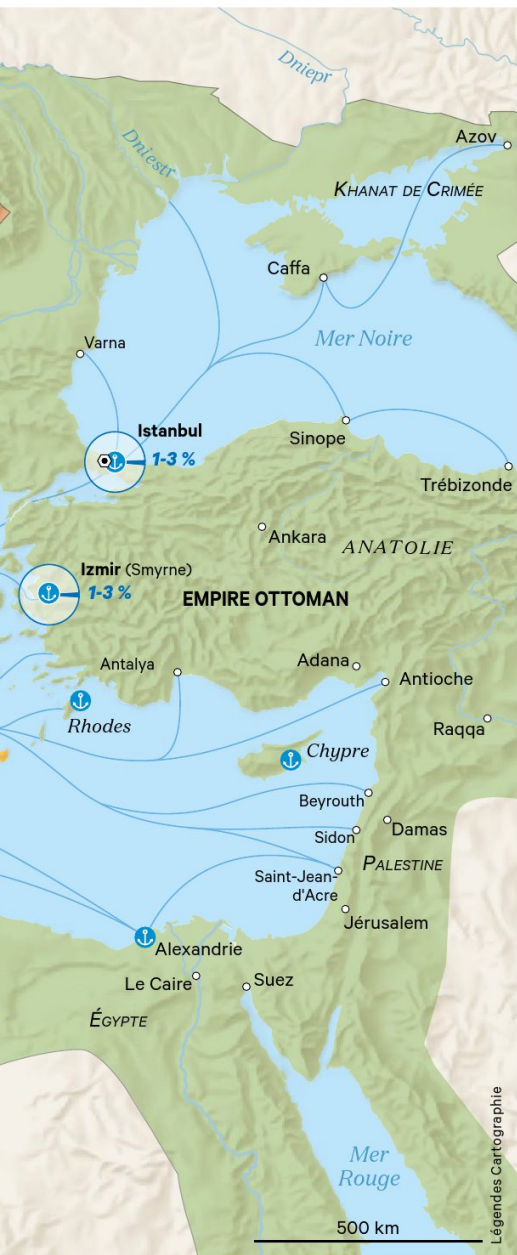 Dniepr
Azov
Dniestr
KHANAT DE CRIMÉE
Caffa
Mer Noire
Varna
Istanbul
1-3 %
Sinope
Trébizonde
Ankara
ANATOLIE
Izmir (Smyrne)
1-3 %
EMPIRE OTTOMAN
Antalya
Adana
Antioche
Rhodes
Raqqa
Chypre
Beyrouth
Damas
Sidon
PALESTINE
Saint-Jean-
d'Acre
Jérusalem
Alexandrie
Le Caire
Suez
ÉGYPTE
Mer
Rouge
500 km
Légendes Cartographie